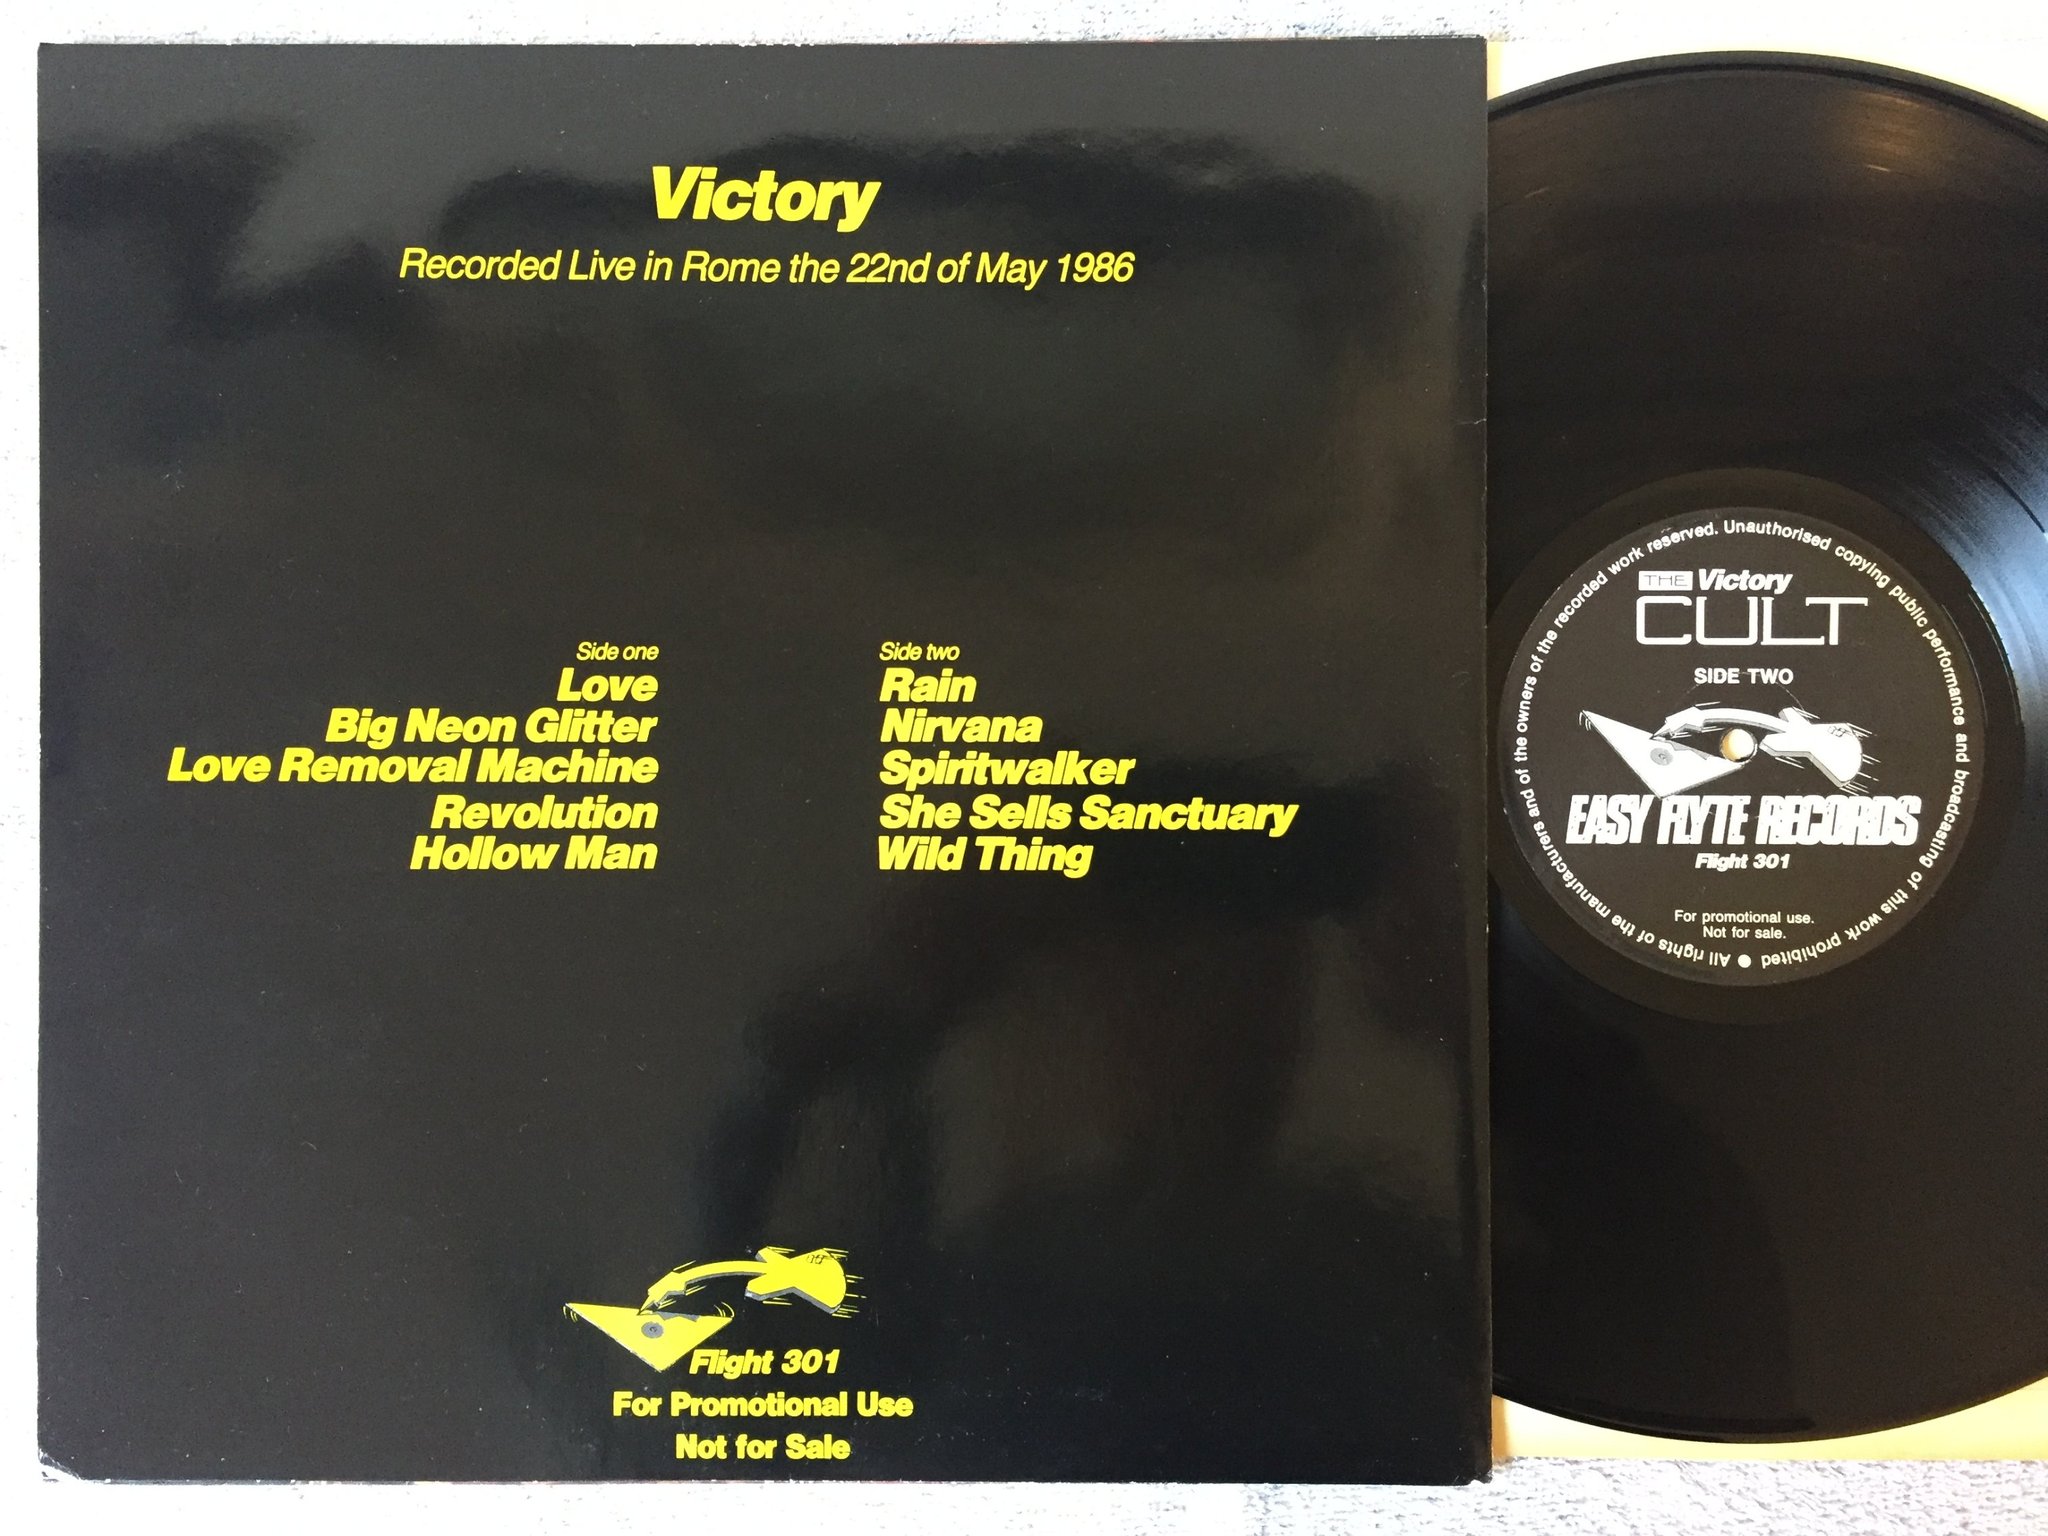 Victory
Recorded Live in Rome the 22nd of May 1986
Side one
Love
Big Neon Glitter
Love Removal Machine
Revolution
Hollow Man
Side two
Rain
Nirvana
Spiritwalker
She Sells Sanctuary
Wild Thing
Flight 301
For Promotional Use
Not for Sale
All rights of the manufacturers and of the owners of the recorded work reserved. Unauthorised copying public performance and broadcasting of this work prohibited ●
THE Victory
CULT
SIDE TWO
EASY FLYTE RECORDS
Flight 301
For promotional use.
Not for sale.